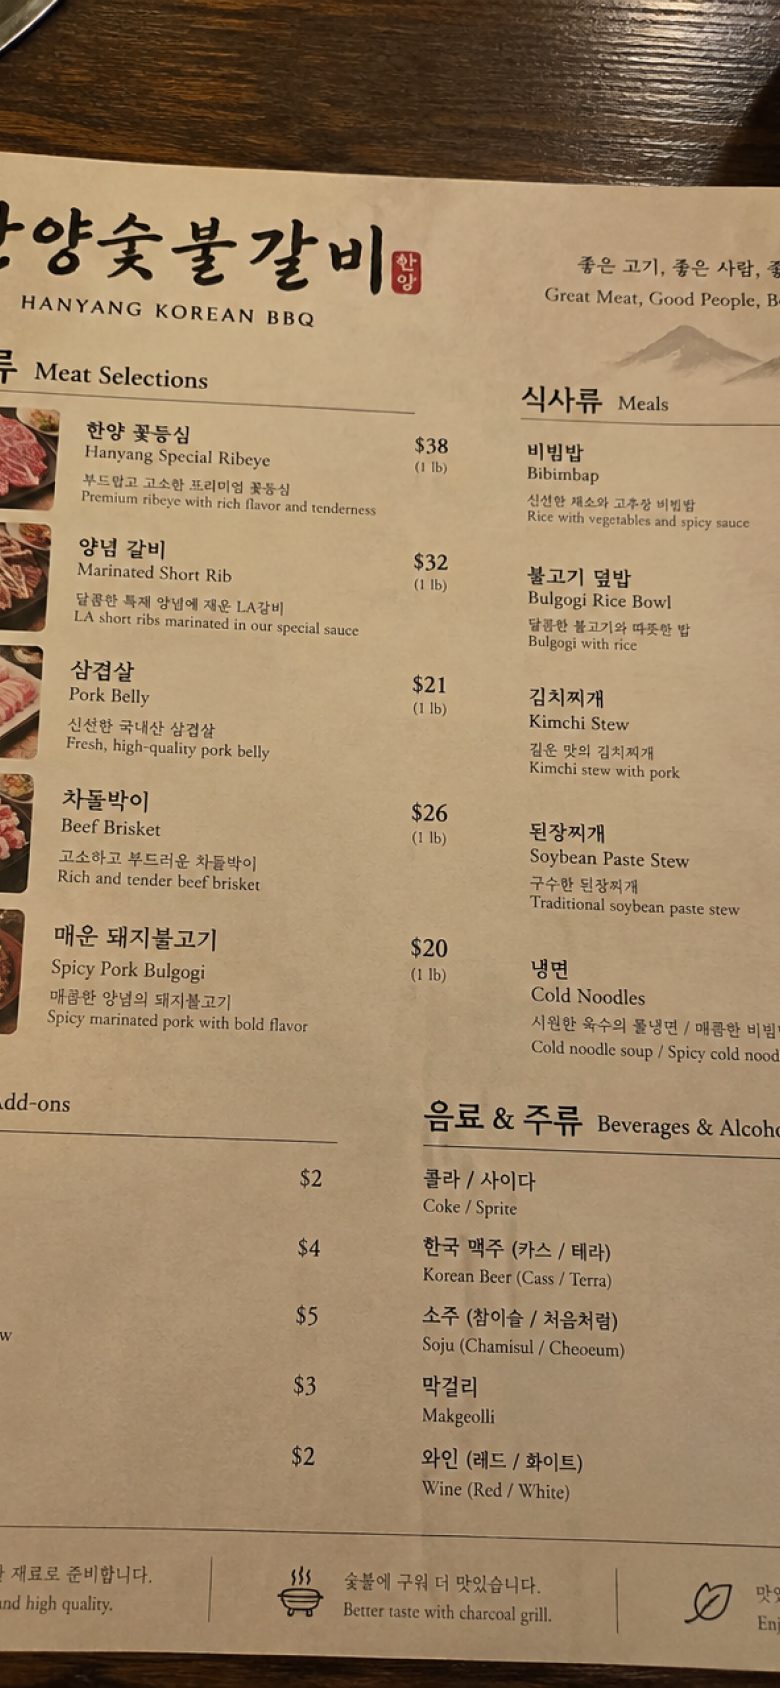 양숯불갈비
한양
HANYANG KOREAN BBQ
좋은 고기, 좋은 사람,
Great Meat, Good People,
류 Meat Selections
한양 꽃등심
Hanyang Special Ribeye
$38
(1 lb)
부드랍고 고소한 프리미엄 꽃등심
Premium ribeye with rich flavor and tenderness
양념 갈비
Marinated Short Rib
$32
(1 lb)
달콤한 특재 양념에 재운 LA갈비
LA short ribs marinated in our special sauce
삼겹살
Pork Belly
$21
(1 lb)
신선한 국내산 삼겹살
Fresh, high-quality pork belly
차돌박이
Beef Brisket
$26
(1 lb)
고소하고 부드러운 차돌박이
Rich and tender beef brisket
매운 돼지불고기
Spicy Pork Bulgogi
$20
(1 lb)
매콤한 양념의 돼지불고기
Spicy marinated pork with bold flavor
식사류 Meals
비빔밥
Bibimbap
신선한 채소와 고추장 비빔밥
Rice with vegetables and spicy sauce
불고기 덮밥
Bulgogi Rice Bowl
달콤한 불고기와 따뜻한 밥
Bulgogi with rice
김치찌개
Kimchi Stew
깊운 맛의 김치찌개
Kimchi stew with pork
된장찌개
Soybean Paste Stew
구수한 된장찌개
Traditional soybean paste stew
냉면
Cold Noodles
시원한 육수의 물냉면 / 매콤한 비빔
Cold noodle soup / Spicy cold nood
Add-ons
$2
$4
$5
w
$3
$2
음료 & 주류 Beverages & Alcoho
콜라 / 사이다
Coke / Sprite
한국 맥주 (카스 / 테라)
Korean Beer (Cass / Terra)
소주 (참이슬 / 처음처럼)
Soju (Chamisul / Cheoeum)
막걸리
Makgeolli
와인 (레드 / 화이트)
Wine (Red / White)
재료로 준비합니다.
and high quality.
숯불에 구워 더 맛있습니다.
Better taste with charcoal grill.
Enj